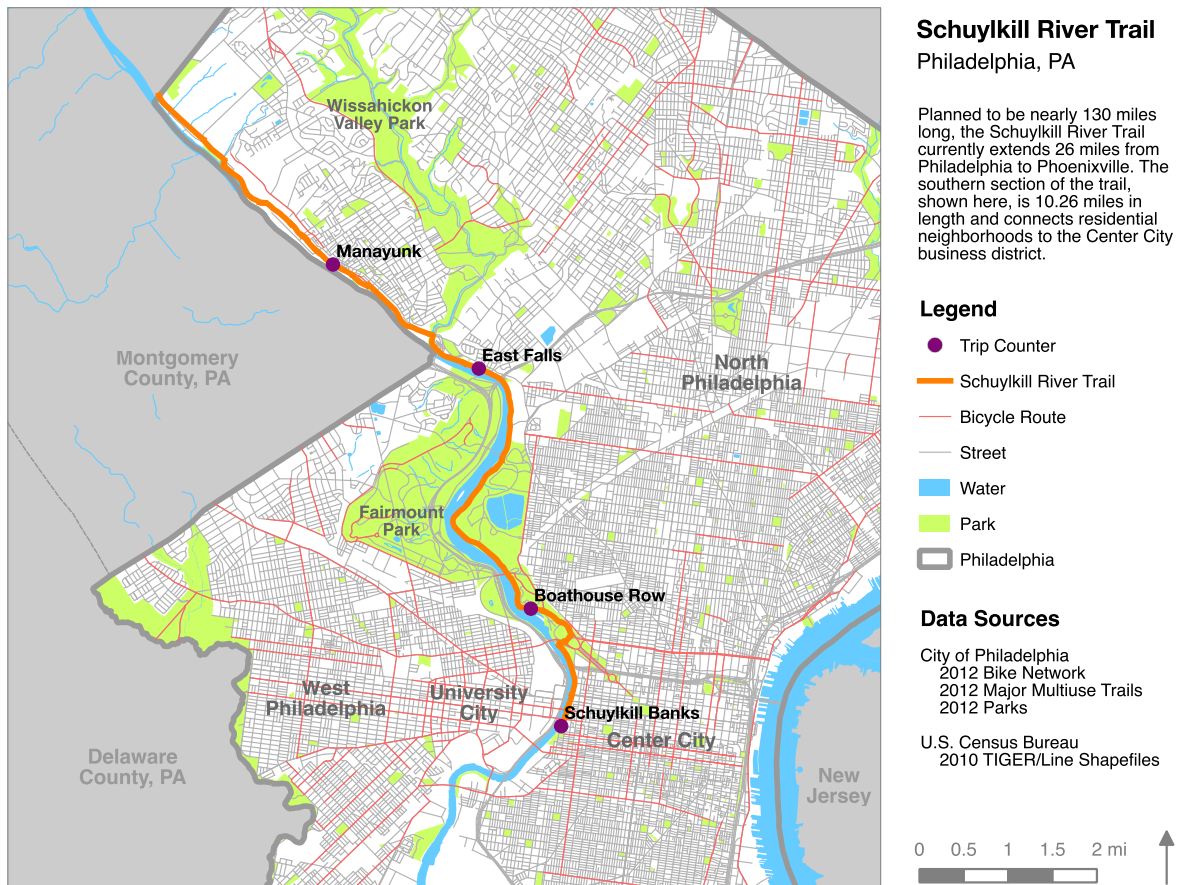 Schuylkill River Trail
Philadelphia, PA
Planned to be nearly 130 miles
long, the Schuylkill River Trail
currently extends 26 miles from
Philadelphia to Phoenixville. The
southern section of the trail,
shown here, is 10.26 miles in
length and connects residential
neighborhoods to the Center City
business district.
Legend
Trip Counter
Schuylkill River Trail
Bicycle Route
Street
Water
Park
Philadelphia
Data Sources
City of Philadelphia
2012 Bike Network
2012 Major Multiuse Trails
2012 Parks
U.S. Census Bureau
2010 TIGER/Line Shapefiles
0 0.5 1 1.5 2 mi
Wissahickon
Valley Park
Manayunk
East Falls
Montgomery
County, PA
North
Philadelphia
Fairmount
Park
Boathouse Row
West
Philadelphia
University
City
Schuylkill Banks
Center City
Delaware
County, PA
New
Jersey